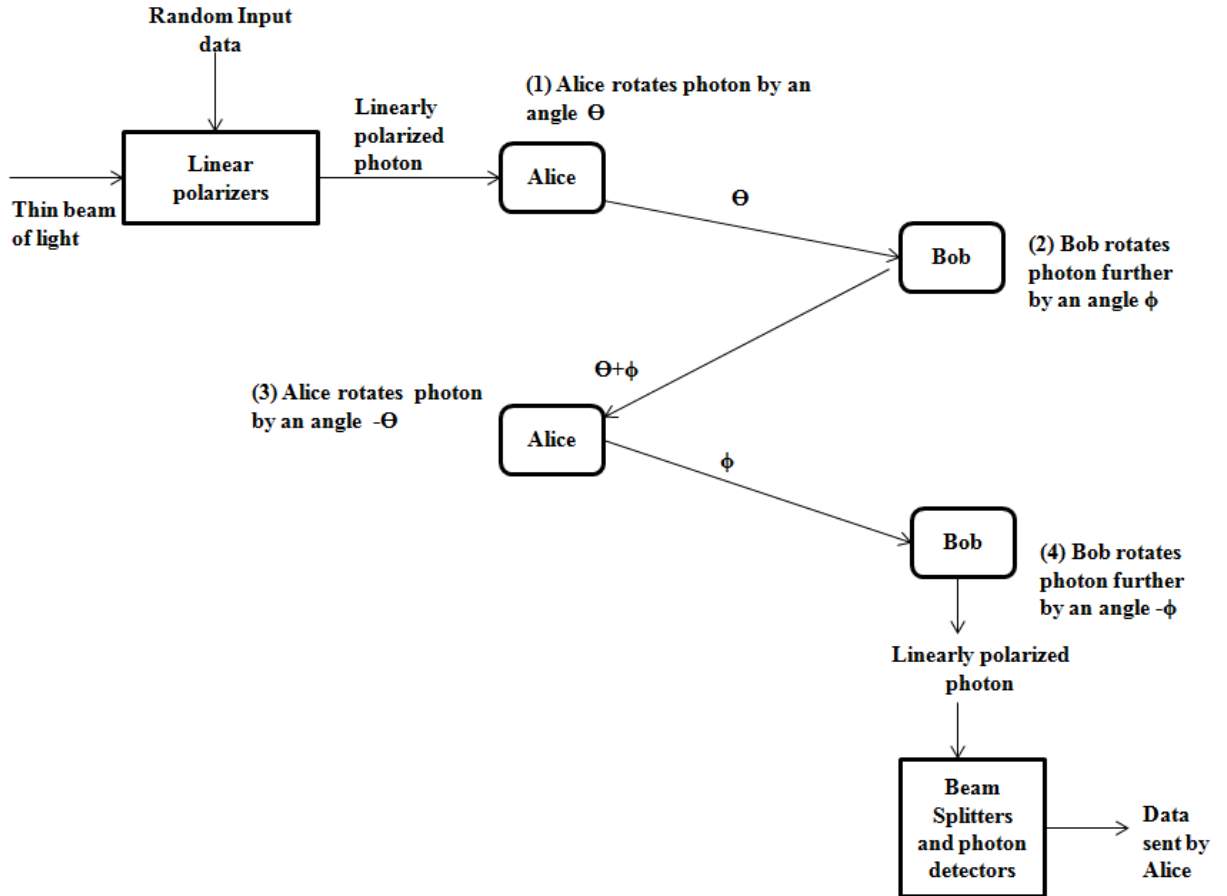 Random Input
data
(1) Alice rotates photon by an
angle Ɵ
Linearly
polarized
photon
Linear
polarizers
Alice
Thin beam
of light
Ɵ
Bob
(2) Bob rotates
photon further
by an angle ϕ
Ɵ+ϕ
(3) Alice rotates photon
by an angle -Ɵ
Alice
ϕ
Bob
(4) Bob rotates
photon further
by an angle -ϕ
Linearly polarized
photon
Beam
Splitters
and photon
detectors
Data
sent by
Alice